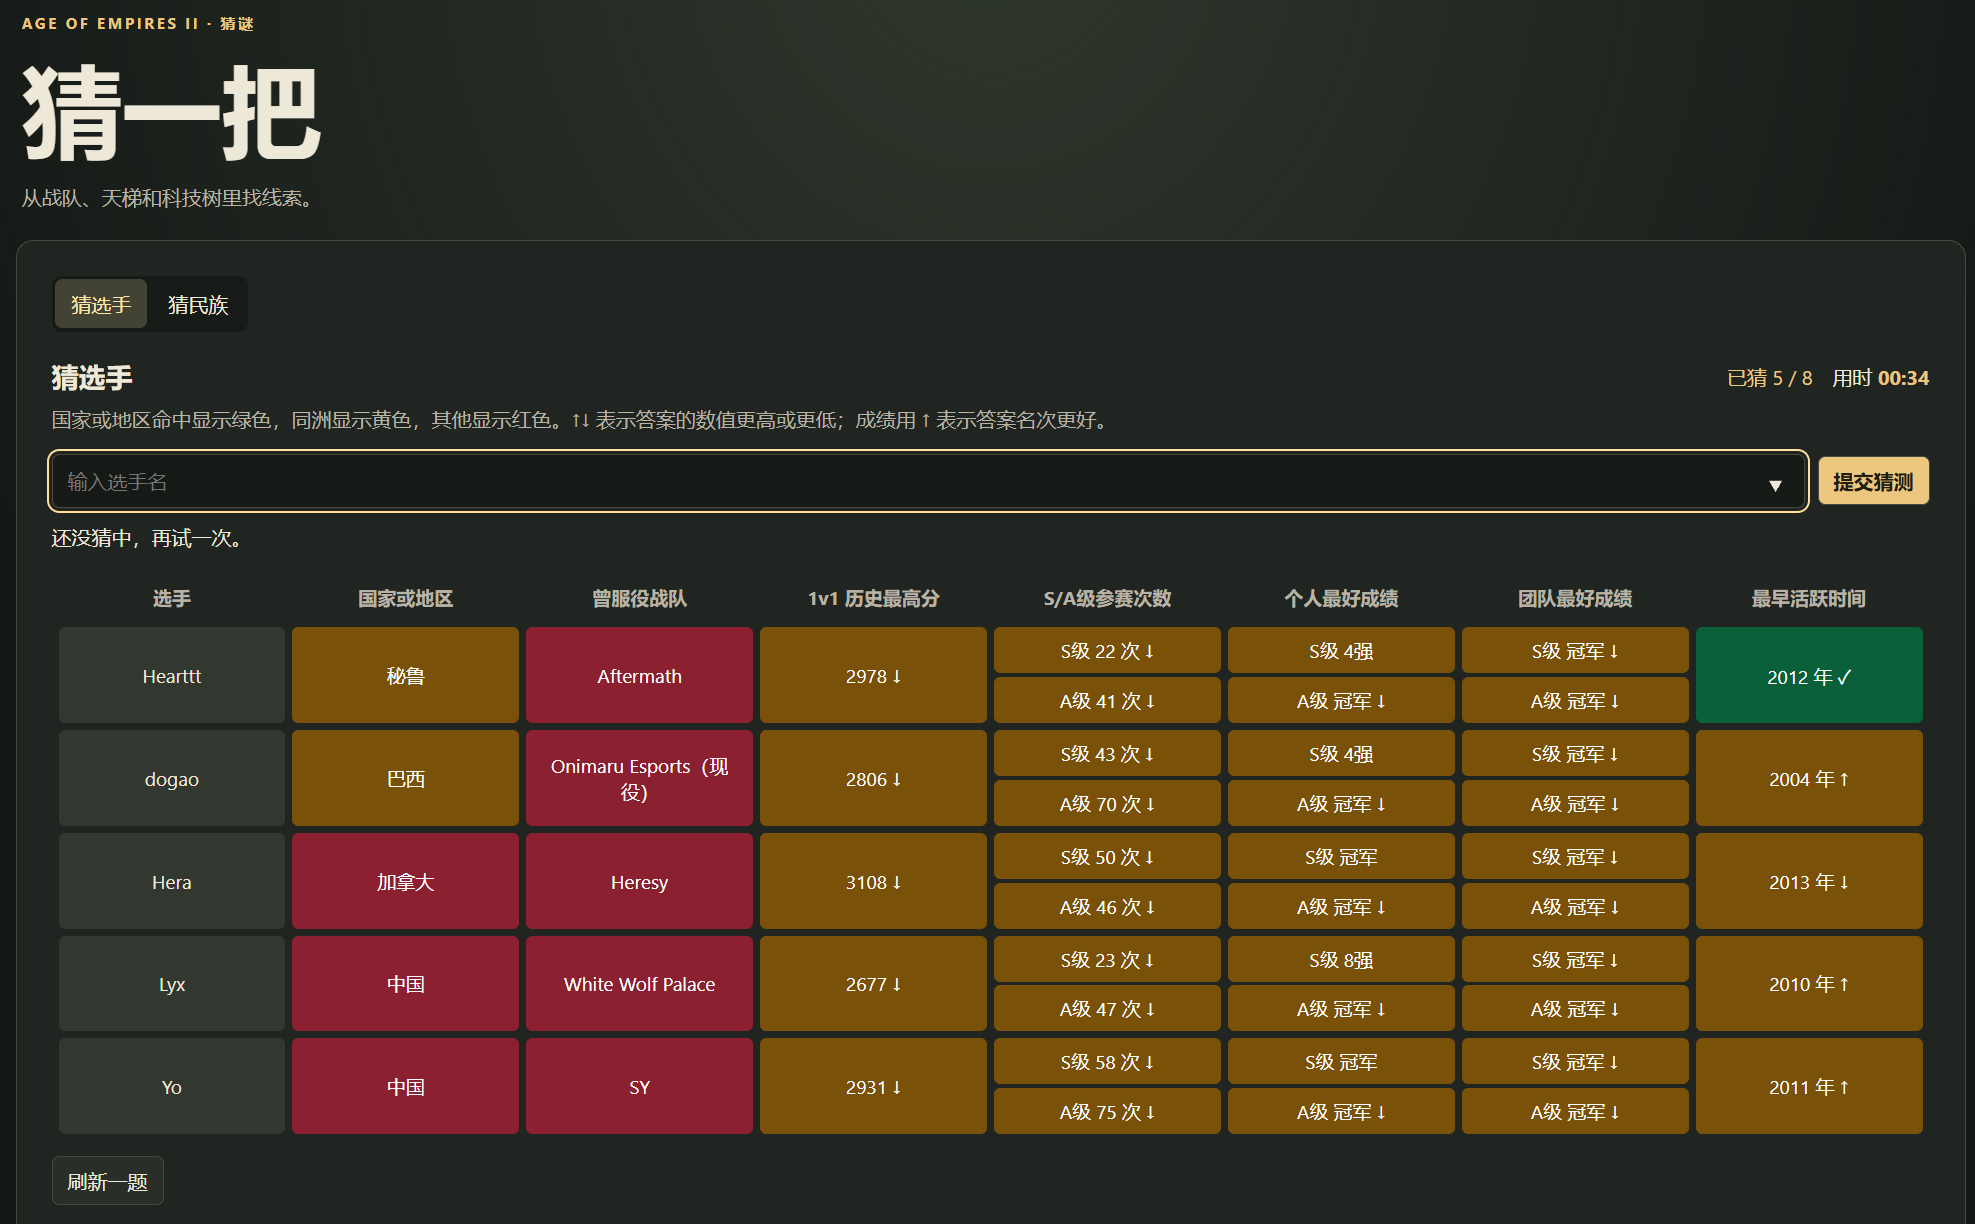 AGE OF EMPIRES II · 猜谜
猜一把
从战队、天梯和科技树里找线索。
猜选手 猜民族
猜选手
已猜 5 / 8 用时 00:34
国家或地区命中显示绿色，同洲显示黄色，其他显示红色。↑↓ 表示答案的数值更高或更低；成绩用 ↑ 表示答案名次更好。
输入选手名 ▼ 提交猜测
还没猜中，再试一次。
选手 国家或地区 曾服役战队 1v1 历史最高分 S/A级参赛次数 个人最好成绩 团队最好成绩 最早活跃时间
Hearttt 秘鲁 Aftermath 2978 ↓ S级 22 次 ↓ S级 4强 S级 冠军 ↓ 2012 年 ✓
A级 41 次 ↓ A级 冠军 ↓ A级 冠军 ↓
dogao 巴西 Onimaru Esports（现役） 2806 ↓ S级 43 次 ↓ S级 4强 S级 冠军 ↓ 2004 年 ↑
A级 70 次 ↓ A级 冠军 ↓ A级 冠军 ↓
Hera 加拿大 Heresy 3108 ↓ S级 50 次 ↓ S级 冠军 S级 冠军 ↓ 2013 年 ↓
A级 46 次 ↓ A级 冠军 ↓ A级 冠军 ↓
Lyx 中国 White Wolf Palace 2677 ↓ S级 23 次 ↓ S级 8强 S级 冠军 ↓ 2010 年 ↑
A级 47 次 ↓ A级 冠军 ↓ A级 冠军 ↓
Yo 中国 SY 2931 ↓ S级 58 次 ↓ S级 冠军 S级 冠军 ↓ 2011 年 ↑
A级 75 次 ↓ A级 冠军 ↓ A级 冠军 ↓
刷新一题